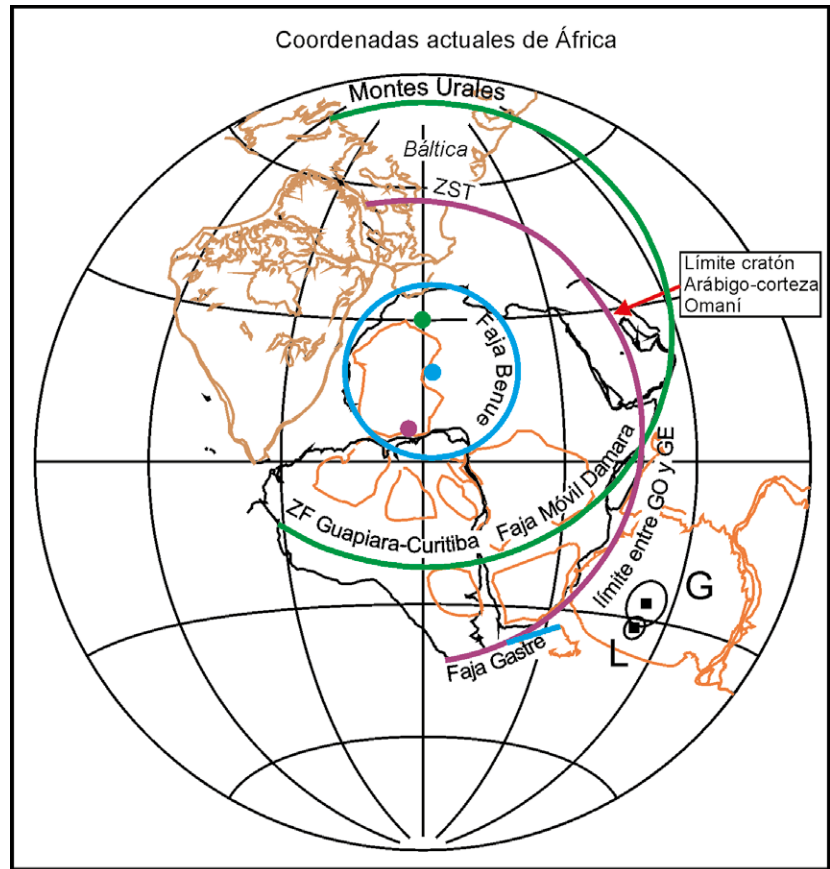 Coordenadas actuales de África
Montes Urales
Báltica
ZST
Límite cratón
Arábigo-corteza
Omaní
Faja Benue
ZF Guapiara-Curitiba
Faja Móvil Damara
límite entre GO y GE
G
L
Faja Gastre